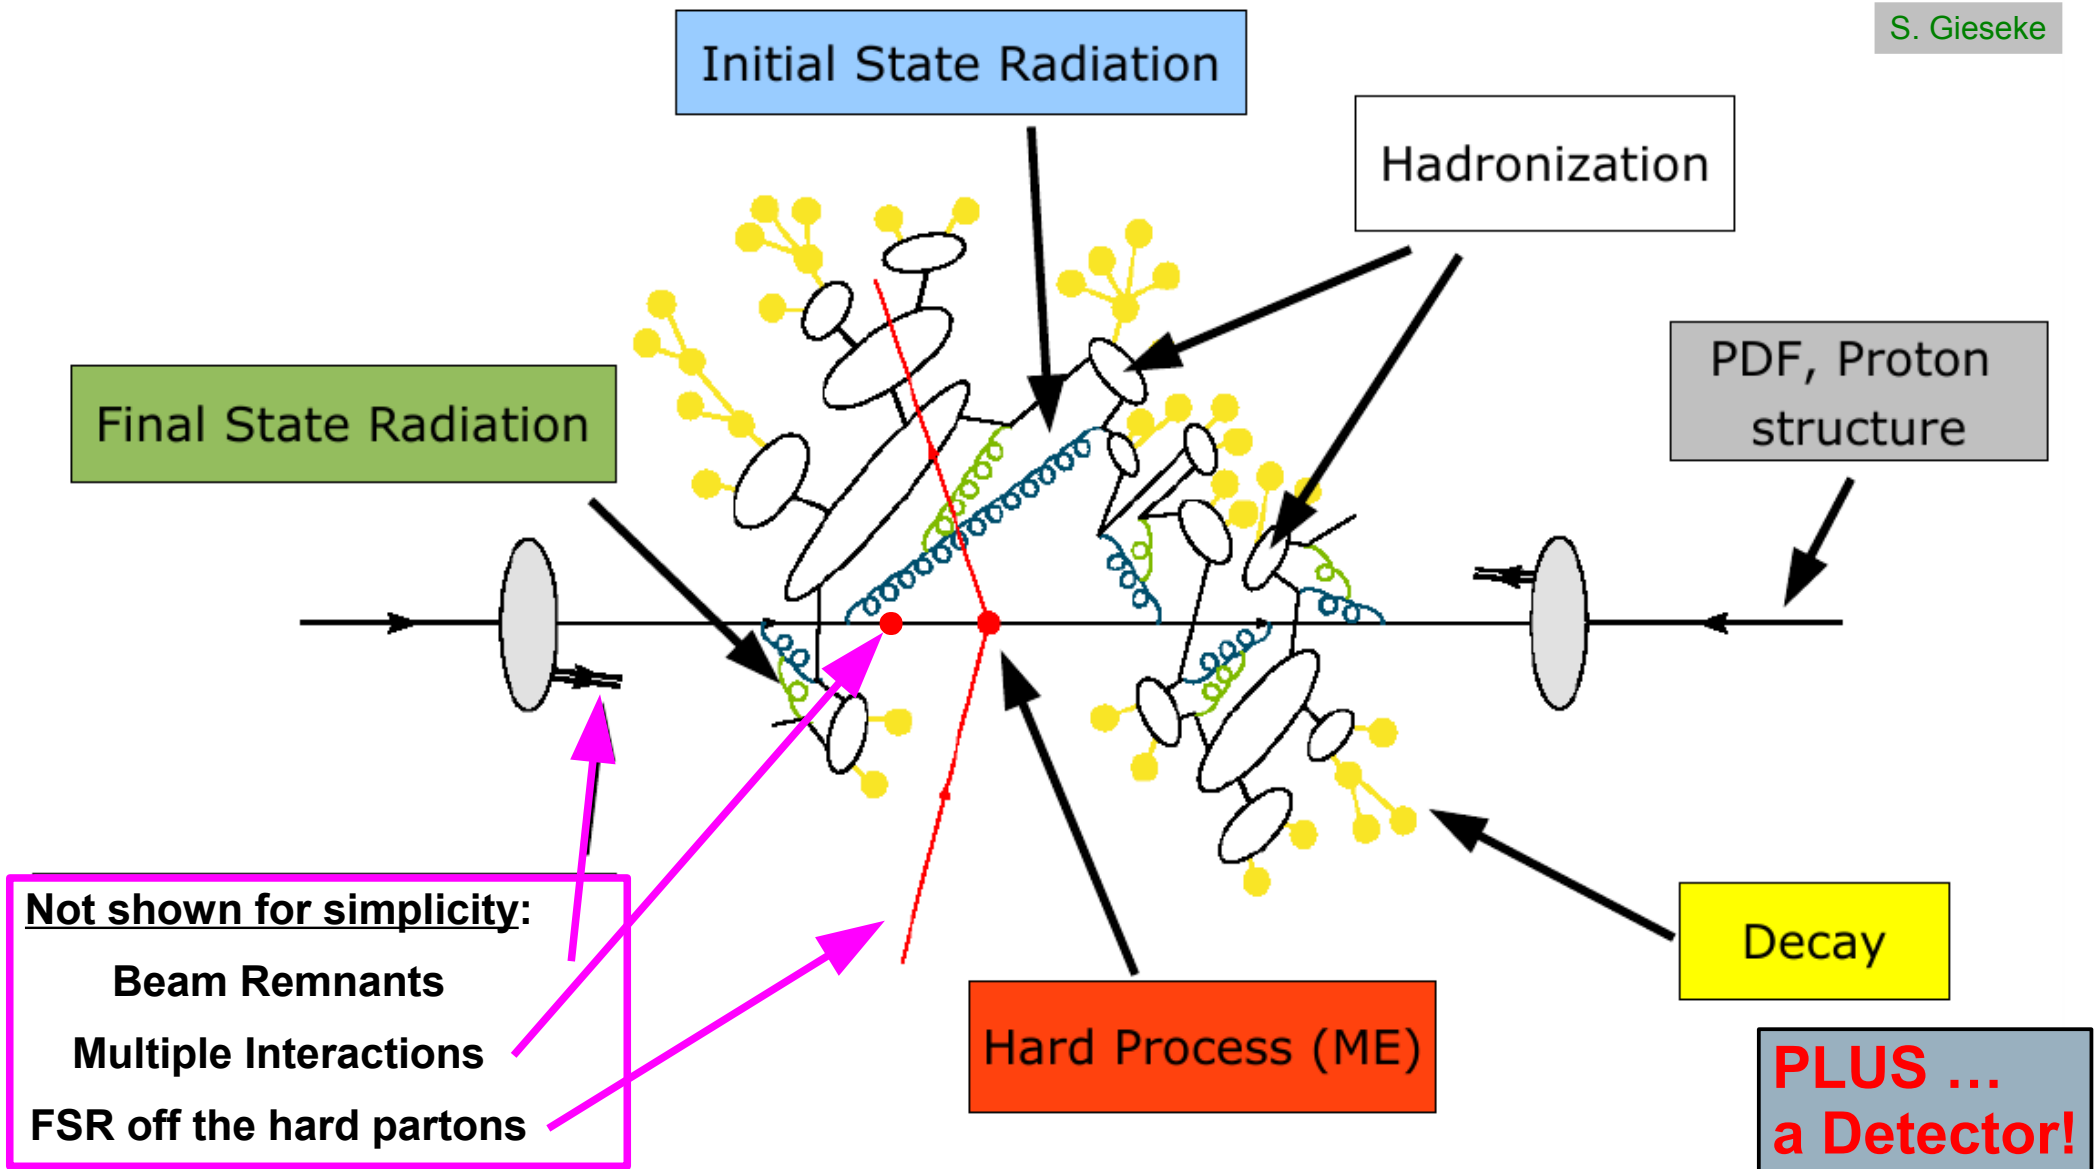 S. Gieseke
Initial State Radiation
Hadronization
PDF, Proton
structure
Final State Radiation
Not shown for simplicity:
Beam Remnants
Multiple Interactions
FSR off the hard partons
Hard Process (ME)
Decay
PLUS …
a Detector!